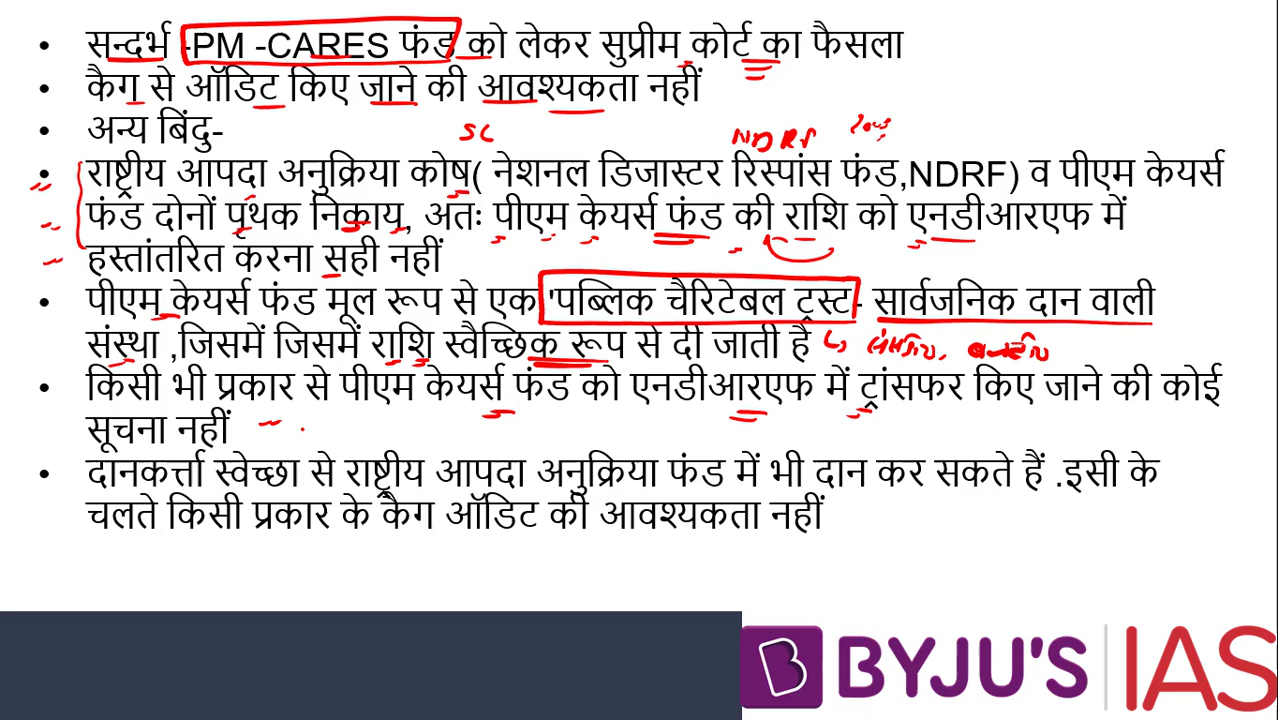 • सन्दर्भ -PM -CARES फंड को लेकर सुप्रीम कोर्ट का फैसला
• कैग से ऑडिट किए जाने की आवश्यकता नहीं
• अन्य बिंदु-
SC NDRF
• राष्ट्रीय आपदा अनुक्रिया कोष( नेशनल डिजास्टर रिस्पांस फंड,NDRF) व पीएम केयर्स
फंड दोनों पृथक निकाय, अतः पीएम केयर्स फंड की राशि को एनडीआरएफ में
हस्तांतरित करना सही नहीं
• पीएम केयर्स फंड मूल रूप से एक 'पब्लिक चैरिटेबल ट्रस्ट- सार्वजनिक दान वाली
संस्था ,जिसमें जिसमें राशि स्वैच्छिक रूप से दी जाती है
• किसी भी प्रकार से पीएम केयर्स फंड को एनडीआरएफ में ट्रांसफर किए जाने की कोई
सूचना नहीं
• दानकर्त्ता स्वेच्छा से राष्ट्रीय आपदा अनुक्रिया फंड में भी दान कर सकते हैं .इसी के
चलते किसी प्रकार के कैग ऑडिट की आवश्यकता नहीं
BYJU'S IAS